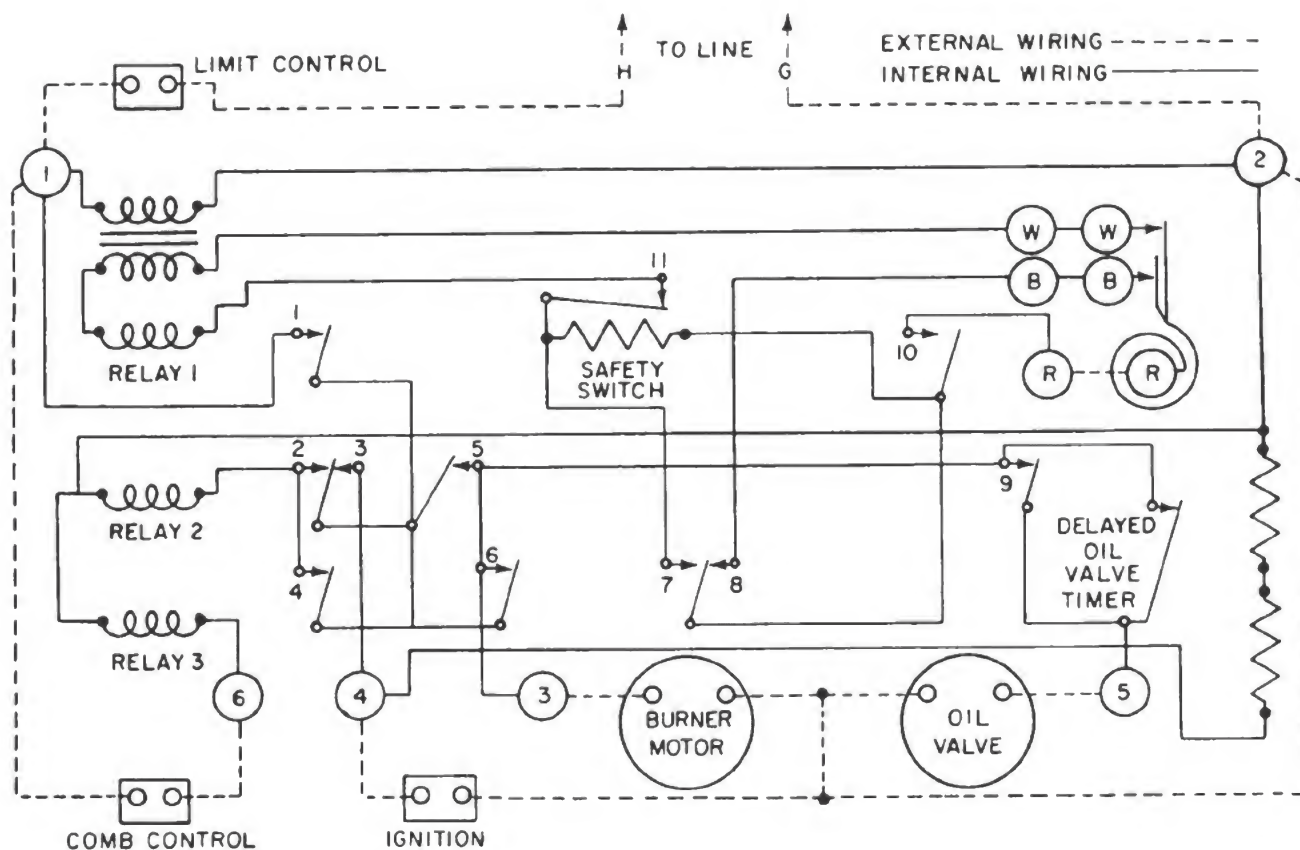 TO LINE
H
G
EXTERNAL WIRING
INTERNAL WIRING
LIMIT CONTROL
1
2
W
W
B
B
11
1
10
R
R
RELAY 1
SAFETY
SWITCH
2
3
5
9
RELAY 2
DELAYED
OIL
VALVE
TIMER
4
6
7
8
RELAY 3
6
4
3
BURNER
MOTOR
OIL
VALVE
5
COMB CONTROL
IGNITION